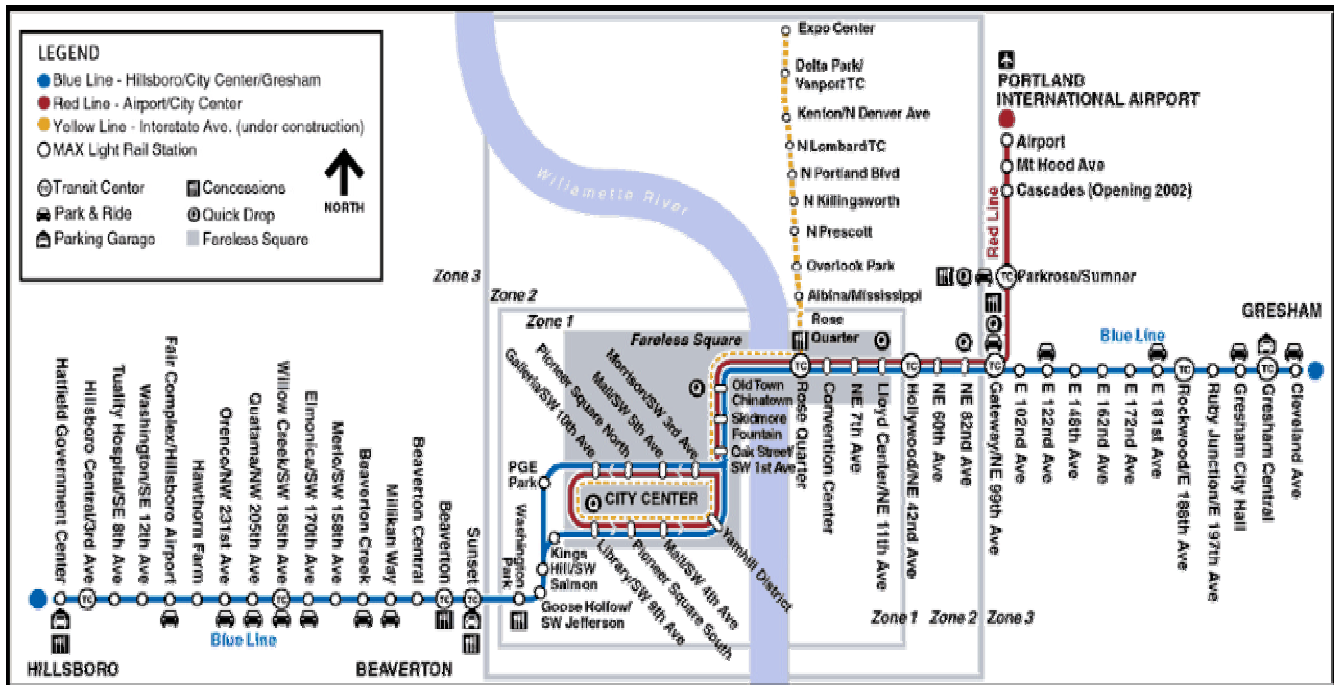 LEGEND
Blue Line - Hillsboro/City Center/Gresham
Red Line - Airport/City Center
Yellow Line - Interstate Ave. (under construction)
MAX Light Rail Station
TC Transit Center
Concessions
Park & Ride
Quick Drop
Parking Garage
Fareless Square
NORTH
Expo Center
Delta Park/
Vanport TC
Kenton/N Denver Ave
N Lombard TC
N Portland Blvd
N Killingsworth
N Prescott
Overlook Park
Albina/Mississippi
Rose
Quarter
Willamette River
PORTLAND
INTERNATIONAL AIRPORT
Airport
Mt Hood Ave
Cascades (Opening 2002)
Red Line
TC Parkrose/Sumner
GRESHAM
Blue Line
Zone 3
Zone 2
Zone 1
Fareless Square
Galleria/SW 10th Ave
Pioneer Square North
Mall/SW 5th Ave
Morrison/SW 3rd Ave
Old Town
Chinatown
Skidmore
Fountain
Oak Street/
SW 1st Ave
PGE
Park
CITY CENTER
Kings
Hill/SW
Salmon
Goose Hollow/
SW Jefferson
Library/SW 9th Ave
Pioneer Square South
Mall/SW 4th Ave
Yamhill District
Hatfield Government Center
TC Hillsboro Central/3rd Ave
Tuality Hospital/SE 8th Ave
Washington/SE 12th Ave
Fair Complex/Hillsboro Airport
Hawthorn Farm
Orenco/NW 231st Ave
Quatama/NW 205th Ave
TC Willow Creek/SW 185th Ave
Elmonica/SW 170th Ave
Merlo/SW 158th Ave
Beaverton Creek
Millikan Way
Beaverton Central
TC Beaverton
TC Sunset
Washington
Park
TC Rose Quarter
Convention Center
NE 7th Ave
Lloyd Center/NE 11th Ave
TC Hollywood/NE 42nd Ave
NE 60th Ave
NE 82nd Ave
TC Gateway/NE 99th Ave
E 102nd Ave
E 122nd Ave
E 148th Ave
E 162nd Ave
E 172nd Ave
E 181st Ave
TC Rockwood/E 188th Ave
Ruby Junction/E 197th Ave
Gresham City Hall
TC Gresham Central
Cleveland Ave
Zone 1
Zone 2
Zone 3
Blue Line
HILLSBORO
BEAVERTON